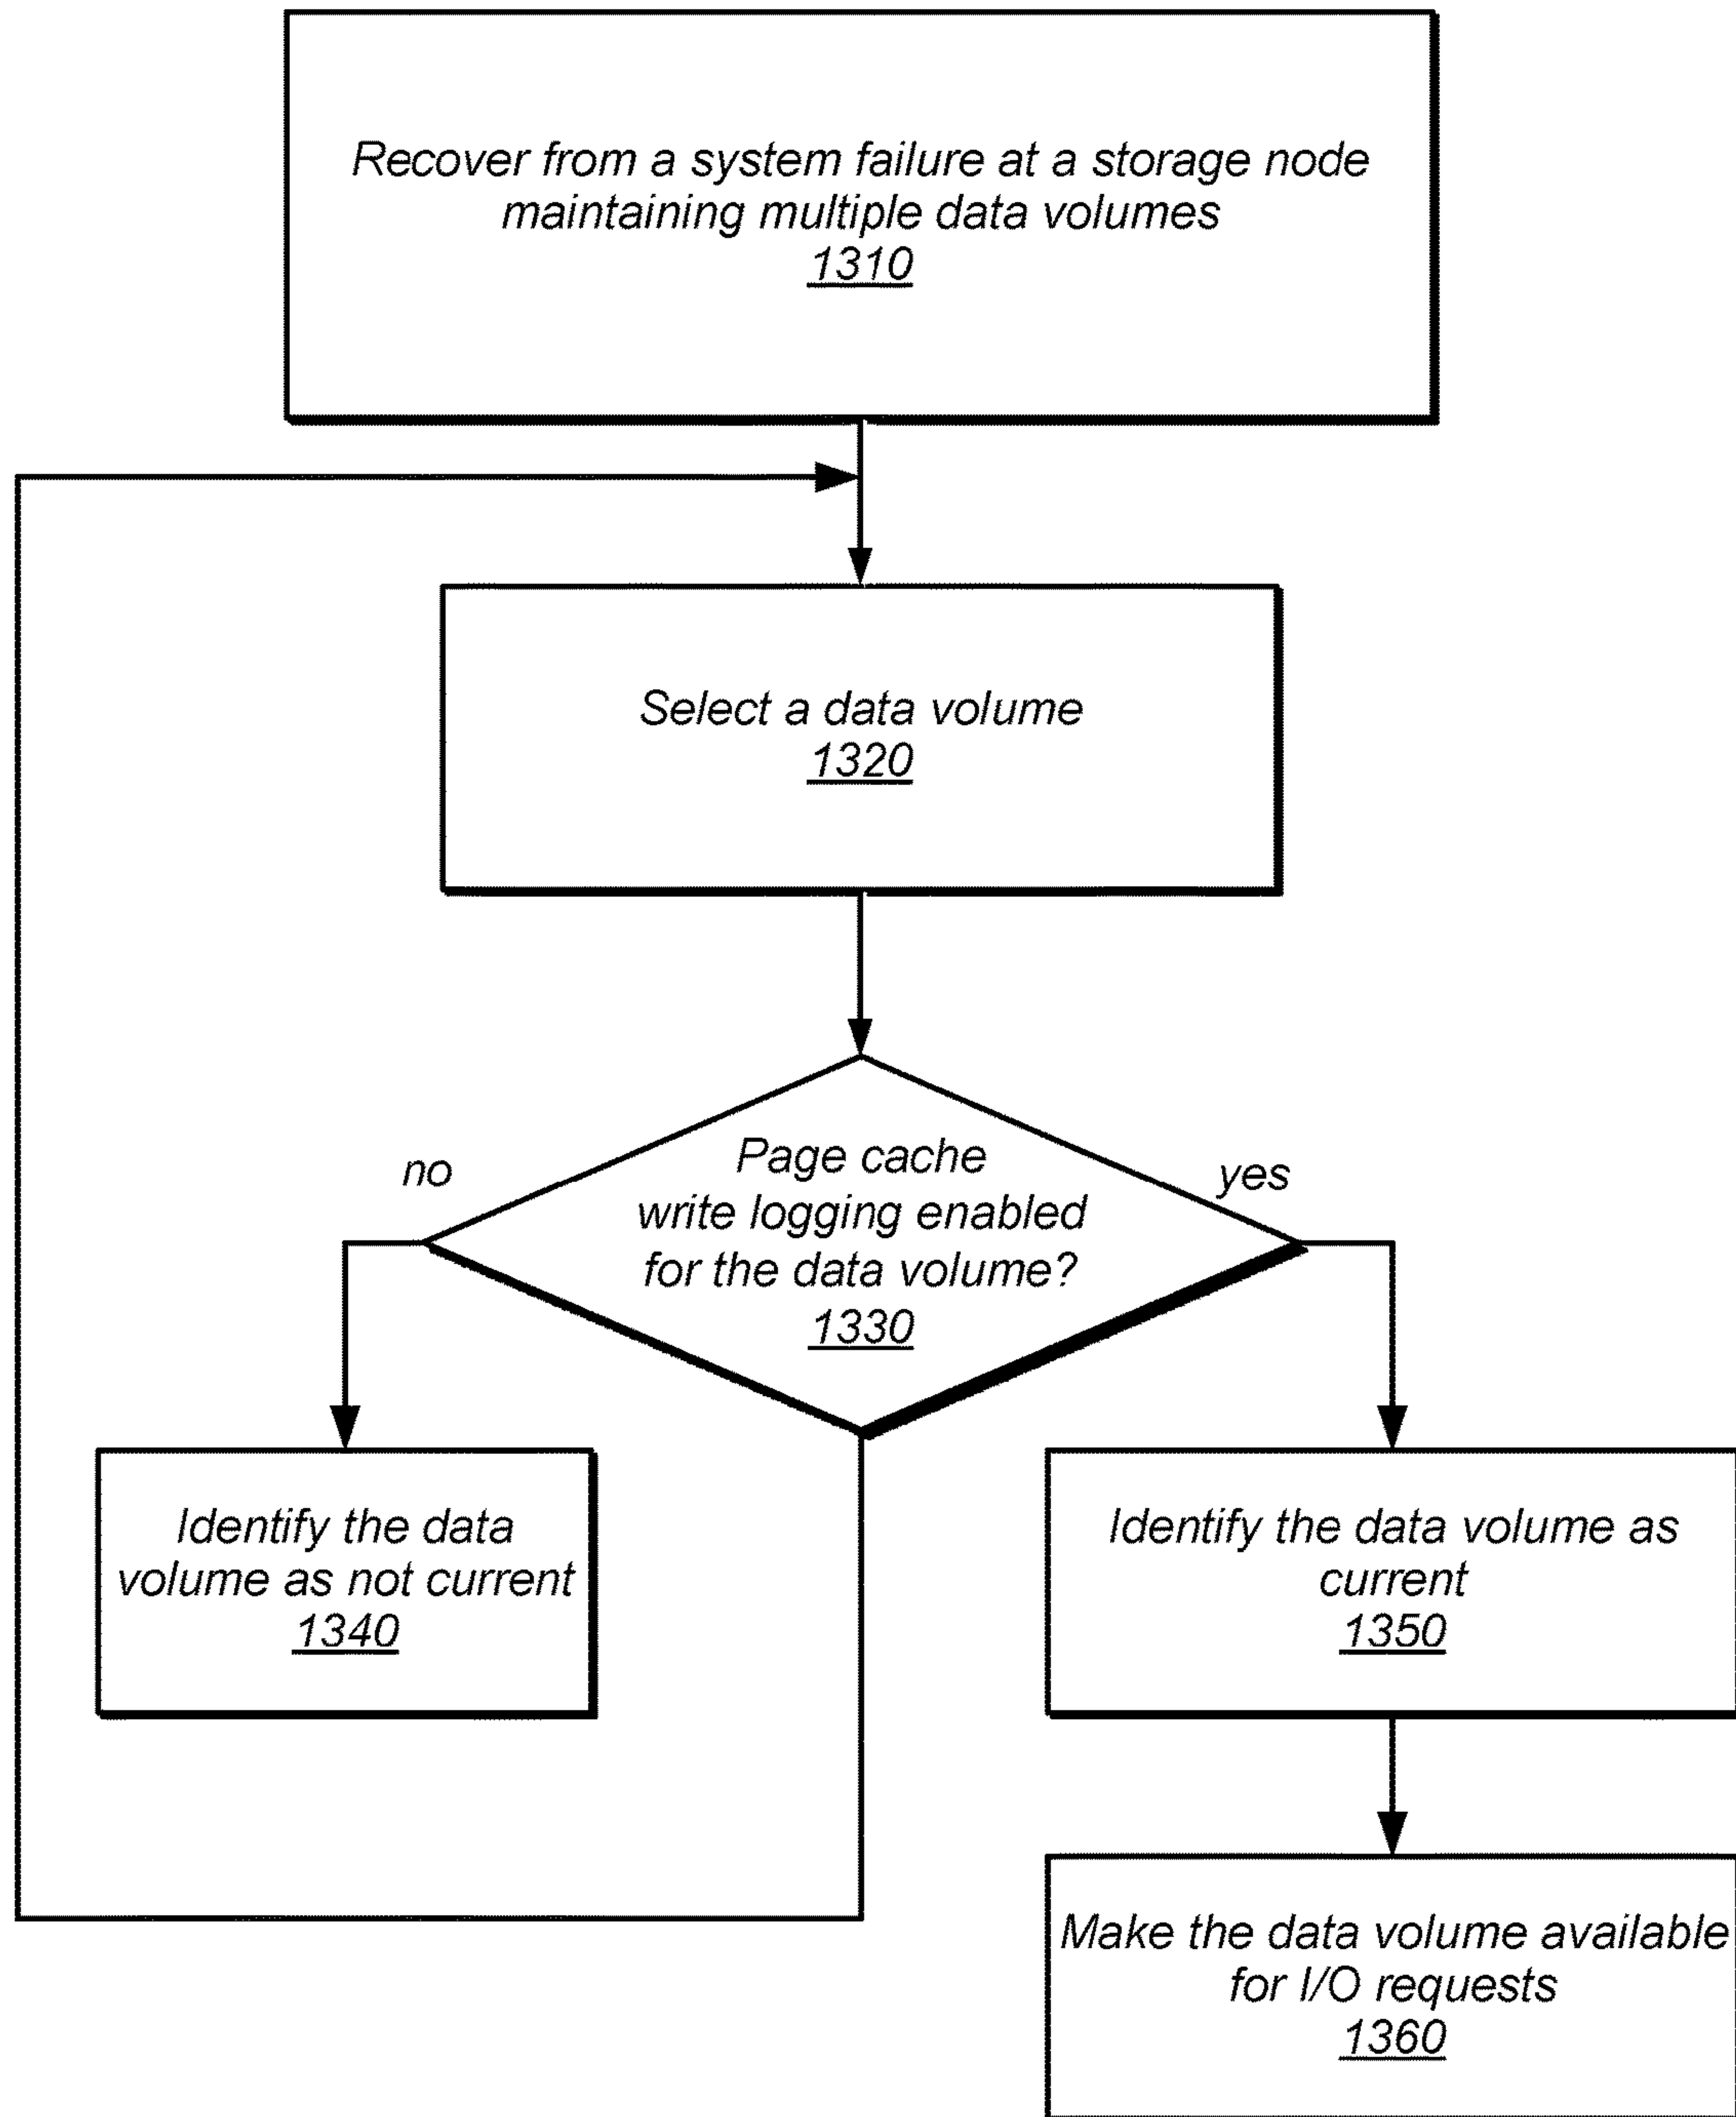 Recover from a system failure at a storage node
maintaining multiple data volumes
1310
Select a data volume
1320
no
yes
Page cache
write logging enabled
for the data volume?
1330
Identify the data
volume as not current
1340
Identify the data volume as
current
1350
Make the data volume available
for I/O requests
1360